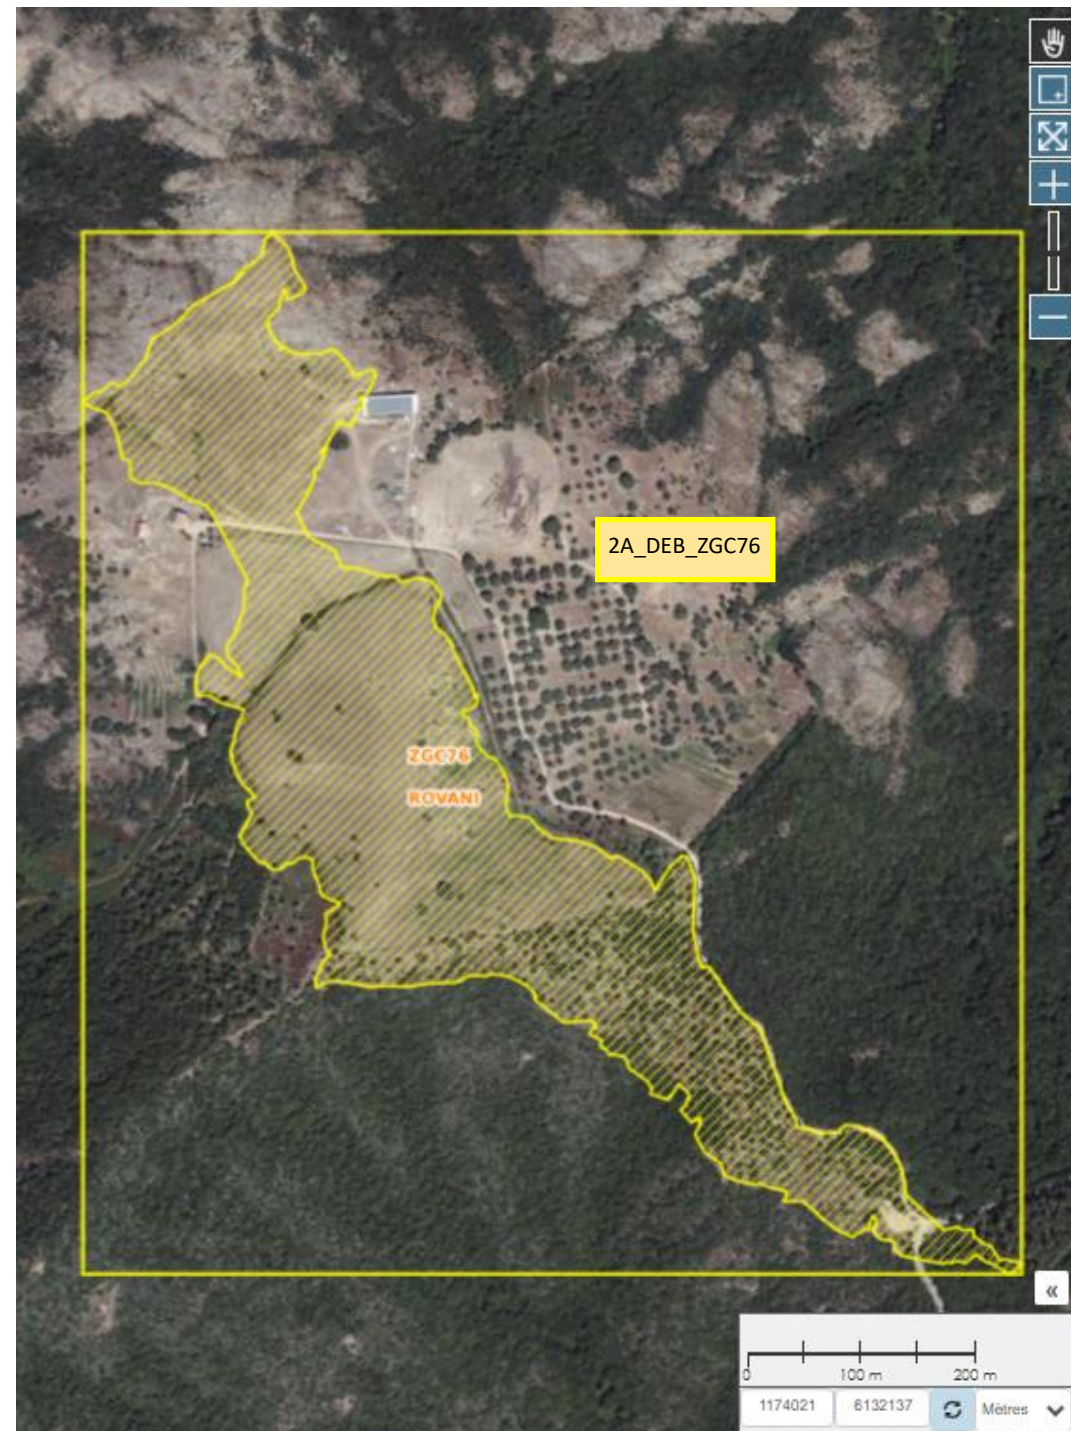 2A_DEB_ZGC76
ZGC76
ROVANI
«
0 100 m 200 m
1174021 6132137 Mètres